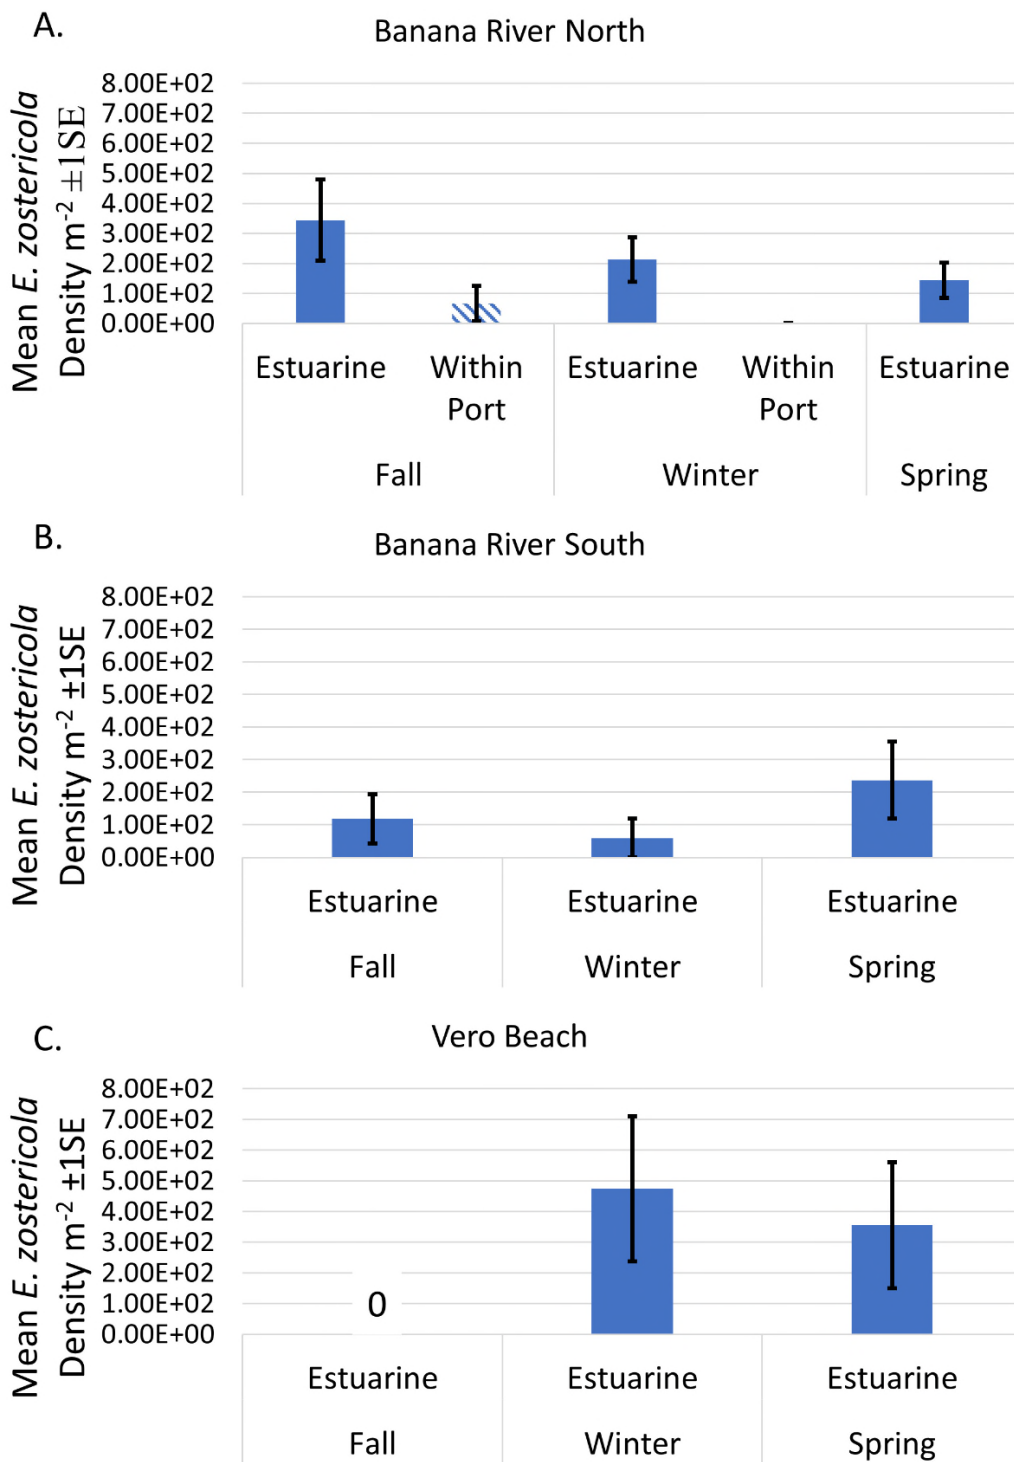 A.
Banana River North
Mean E. zostericola
Density m⁻² ±1SE
8.00E+02
7.00E+02
6.00E+02
5.00E+02
4.00E+02
3.00E+02
2.00E+02
1.00E+02
0.00E+00
Estuarine Within Estuarine Within Estuarine
Port Port
Fall Winter Spring
B.
Banana River South
Mean E. zostericola
Density m⁻² ±1SE
8.00E+02
7.00E+02
6.00E+02
5.00E+02
4.00E+02
3.00E+02
2.00E+02
1.00E+02
0.00E+00
Estuarine Estuarine Estuarine
Fall Winter Spring
C.
Vero Beach
Mean E. zostericola
Density m⁻² ±1SE
8.00E+02
7.00E+02
6.00E+02
5.00E+02
4.00E+02
3.00E+02
2.00E+02
1.00E+02
0.00E+00
0
Estuarine Estuarine Estuarine
Fall Winter Spring